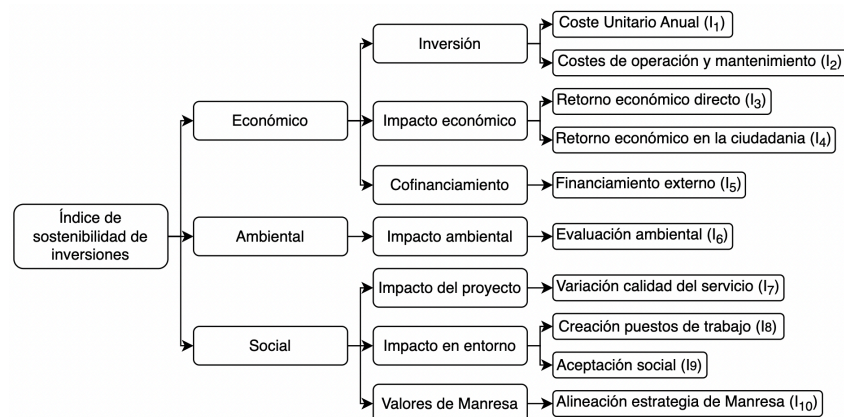 Índice de
sostenibilidad de
inversiones
Económico
Ambiental
Social
Inversión
Impacto económico
Cofinanciamiento
Impacto ambiental
Impacto del proyecto
Impacto en entorno
Valores de Manresa
Coste Unitario Anual (I1)
Costes de operación y mantenimiento (I2)
Retorno económico directo (I3)
Retorno económico en la ciudadania (I4)
Financiamiento externo (I5)
Evaluación ambiental (I6)
Variación calidad del servicio (I7)
Creación puestos de trabajo (I8)
Aceptación social (I9)
Alineación estrategia de Manresa (I10)